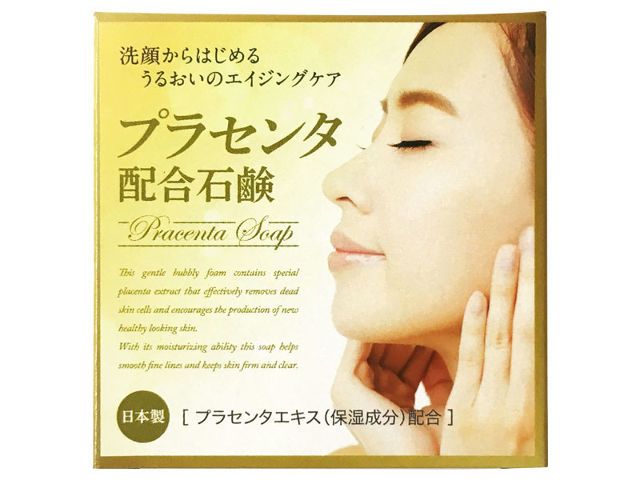 洗顔からはじめる
うるおいのエイジングケア
プラセンタ
配合石鹸
Pracenta Soap
This gentle bubbly foam contains special
placenta extract that effectively removes dead
skin cells and encourages the production of new
healthy looking skin.
With its moisturizing ability this soap helps
smooth fine lines and keeps skin firm and clear.
日本製 [ プラセンタエキス(保湿成分)配合 ]